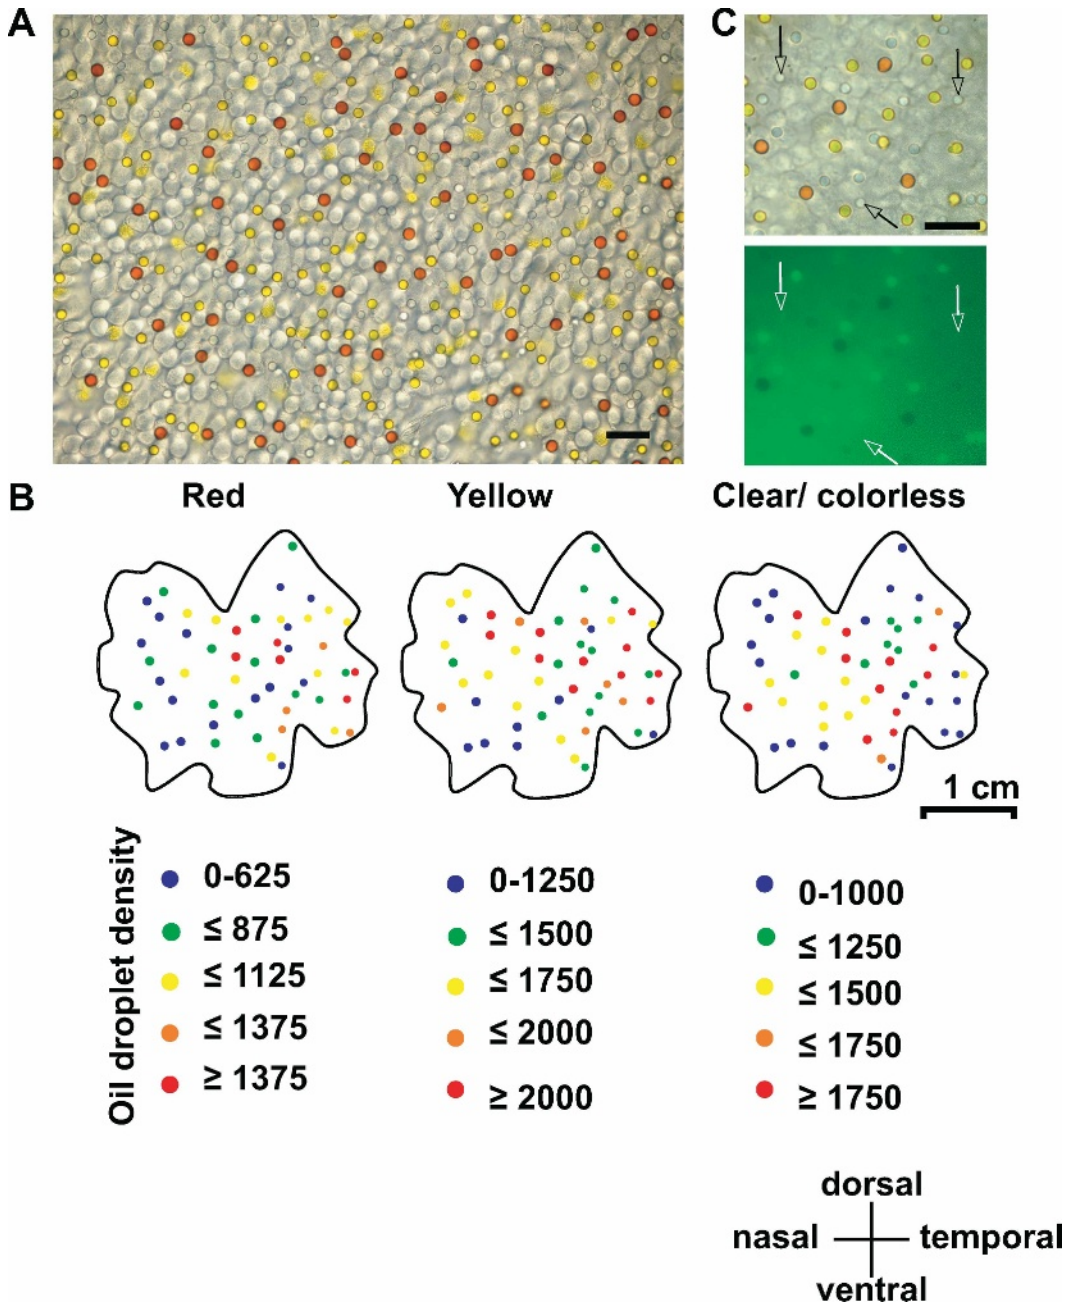 A
C
B
Red
Yellow
Clear/ colorless
1 cm
Oil droplet density
0-625
≤ 875
≤ 1125
≤ 1375
≥ 1375
0-1250
≤ 1500
≤ 1750
≤ 2000
≥ 2000
0-1000
≤ 1250
≤ 1500
≤ 1750
≥ 1750
dorsal
nasal
temporal
ventral